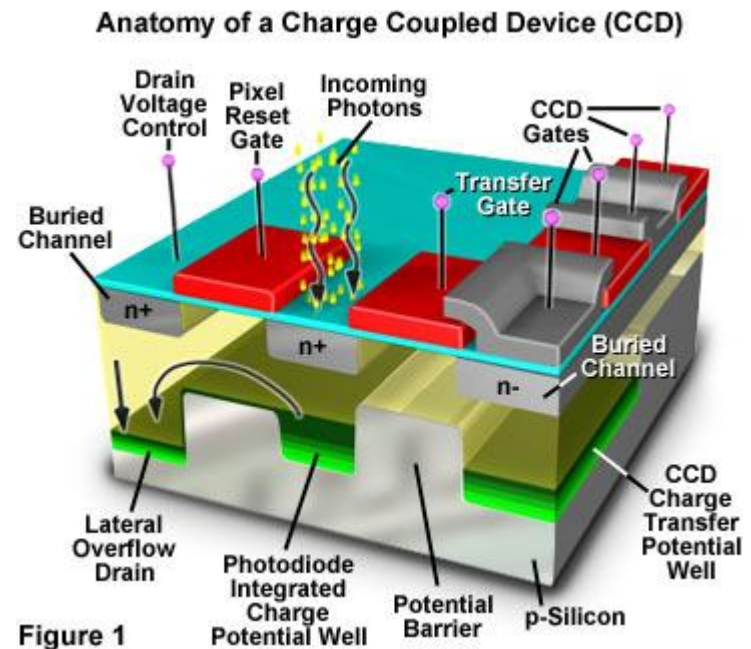 Anatomy of a Charge Coupled Device (CCD)
Drain
Voltage
Control
Pixel
Reset
Gate
Incoming
Photons
CCD
Gates
Transfer
Gate
Buried
Channel
n+
n+
n-
Buried
Channel
Lateral
Overflow
Drain
Photodiode
Integrated
Charge
Potential Well
Potential
Barrier
p-Silicon
CCD
Charge
Transfer
Potential
Well
Figure 1